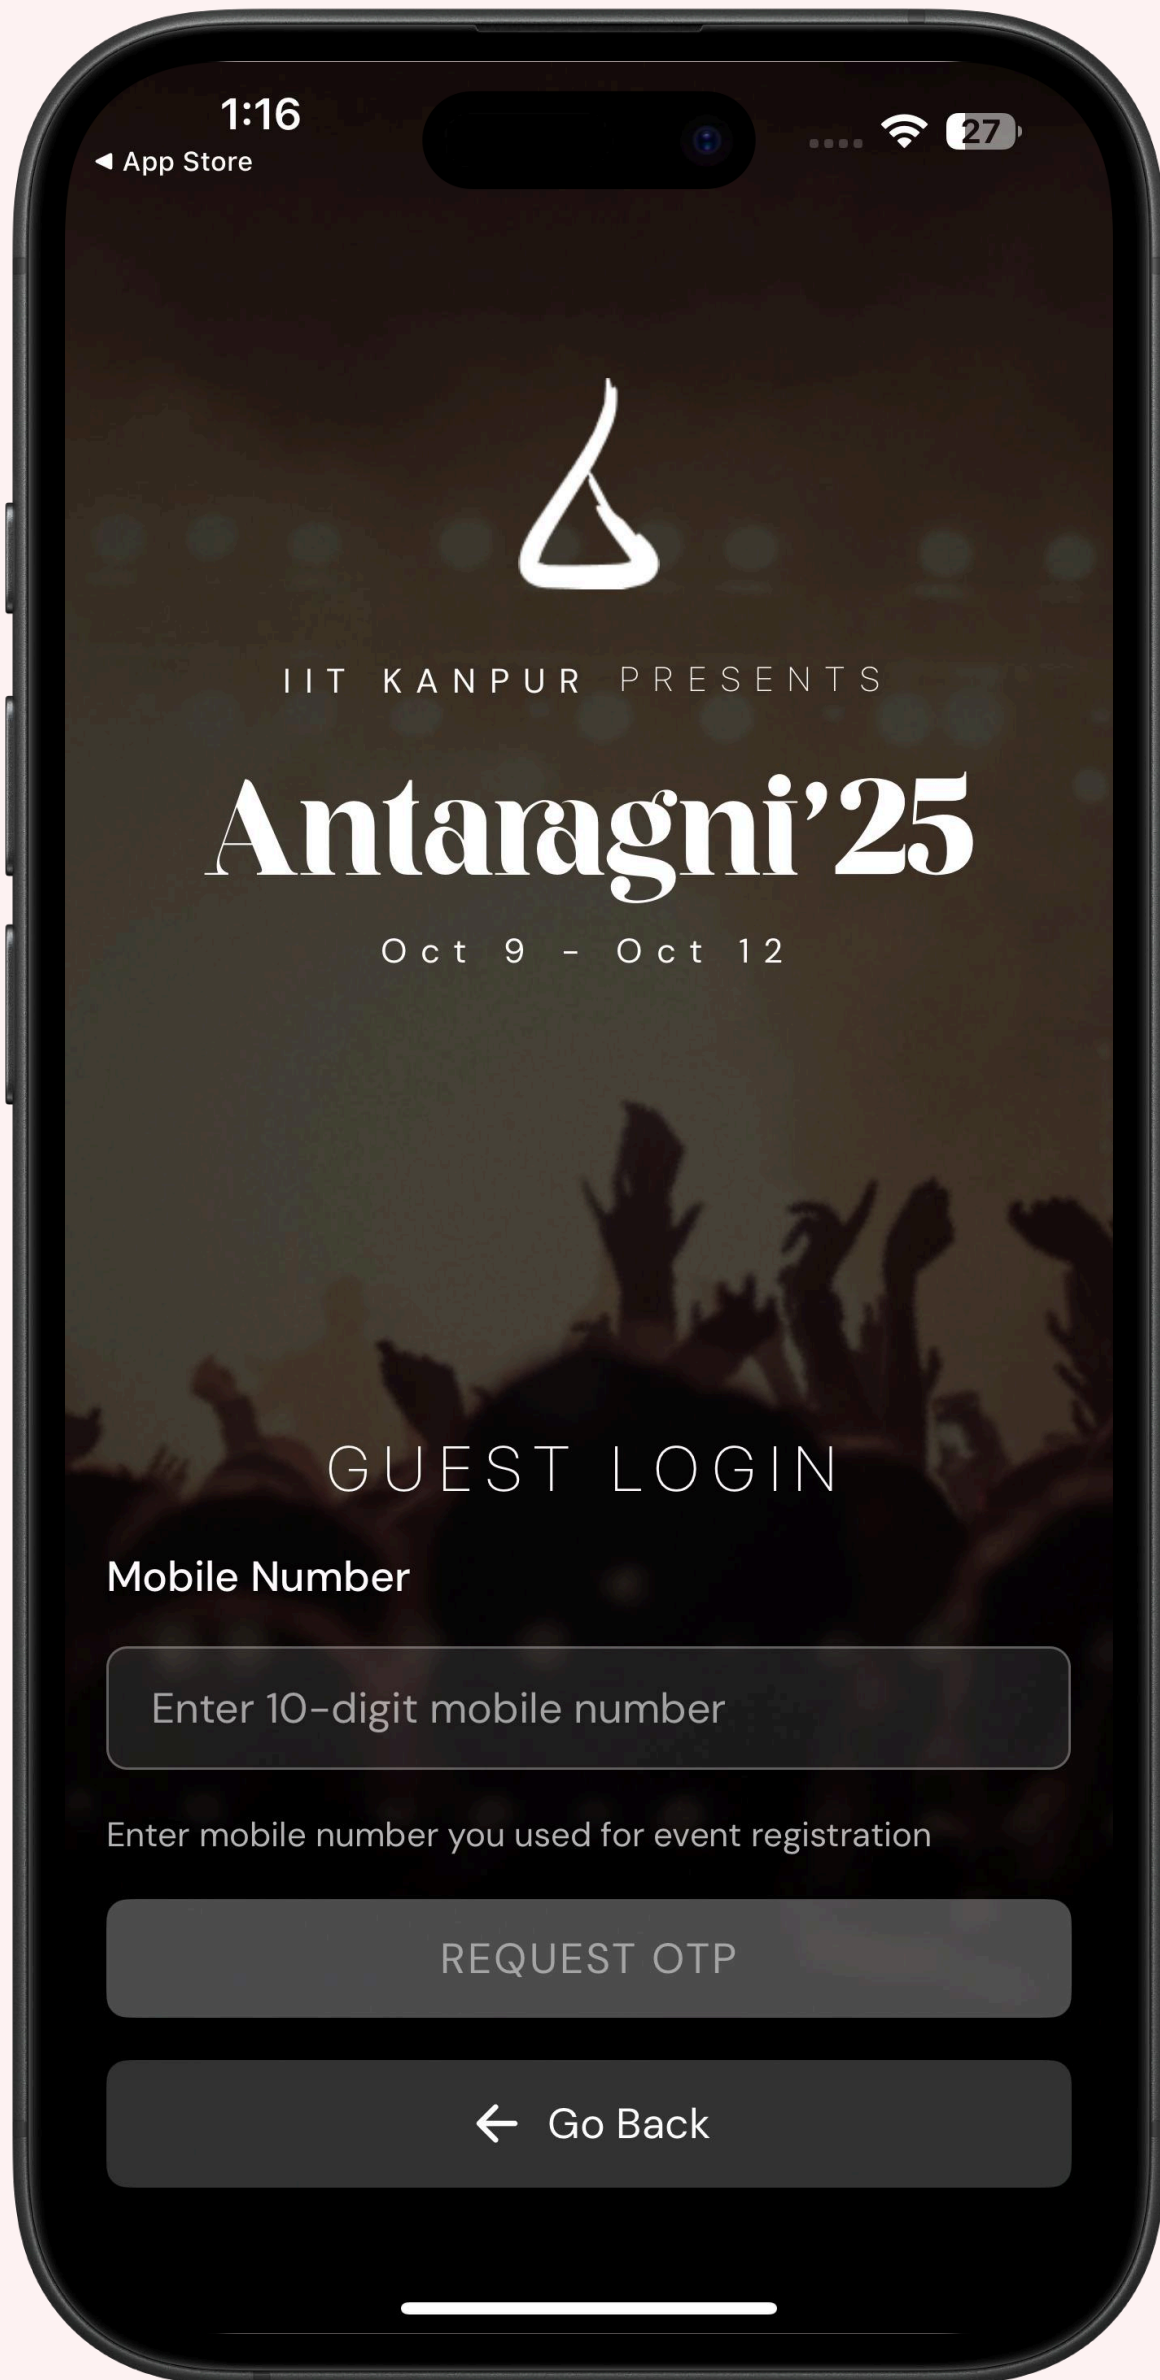 1:16
27
◀ App Store
IIT KANPUR PRESENTS
Antaragni’25
Oct 9 - Oct 12
GUEST LOGIN
Mobile Number
Enter 10-digit mobile number
Enter mobile number you used for event registration
REQUEST OTP
← Go Back